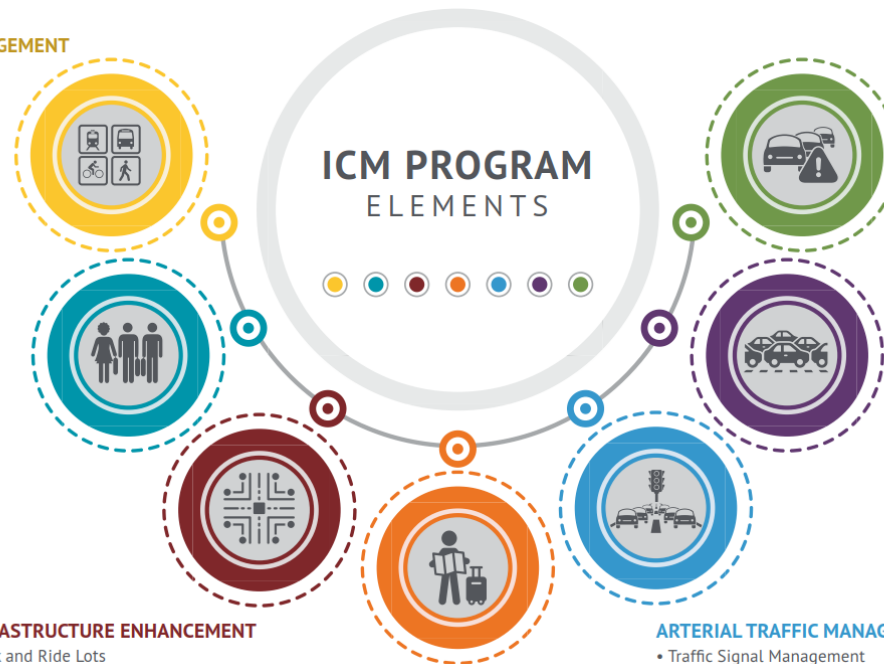 GEMENT
ICM PROGRAM
ELEMENTS
ASTRUCTURE ENHANCEMENT
and Ride Lots
ARTERIAL TRAFFIC MANAG
• Traffic Signal Management